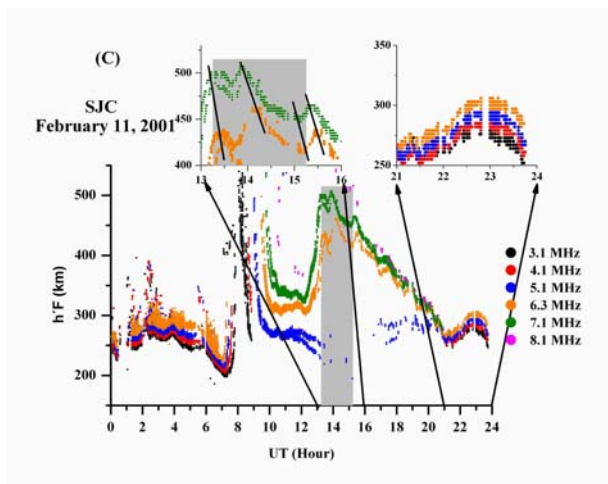 (C)
SJC
February 11, 2001
500
450
400
13 14 15 16
350
300
250
21 22 23 24
h'F (km)
500
400
300
200
0 2 4 6 8 10 12 14 16 18 20 22 24
UT (Hour)
3.1 MHz
4.1 MHz
5.1 MHz
6.3 MHz
7.1 MHz
8.1 MHz